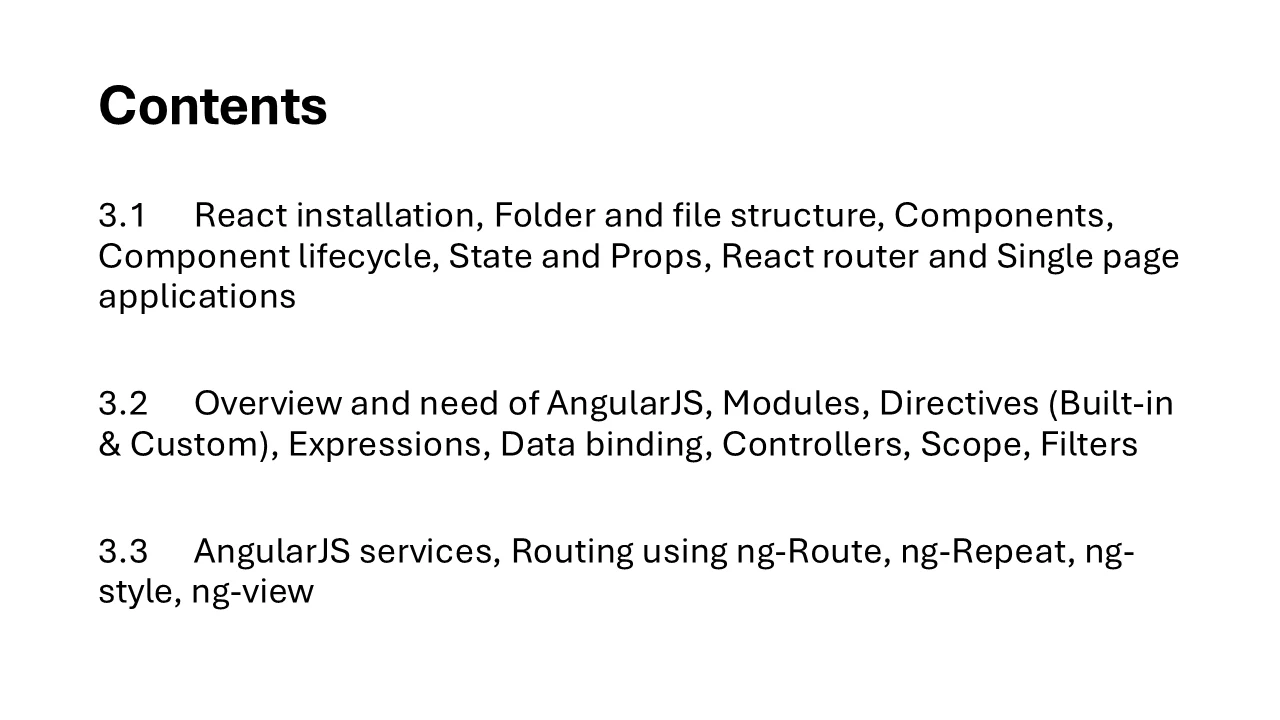 Contents
3.1 React installation, Folder and file structure, Components,
Component lifecycle, State and Props, React router and Single page
applications
3.2 Overview and need of AngularJS, Modules, Directives (Built-in
& Custom), Expressions, Data binding, Controllers, Scope, Filters
3.3 AngularJS services, Routing using ng-Route, ng-Repeat, ng-
style, ng-view